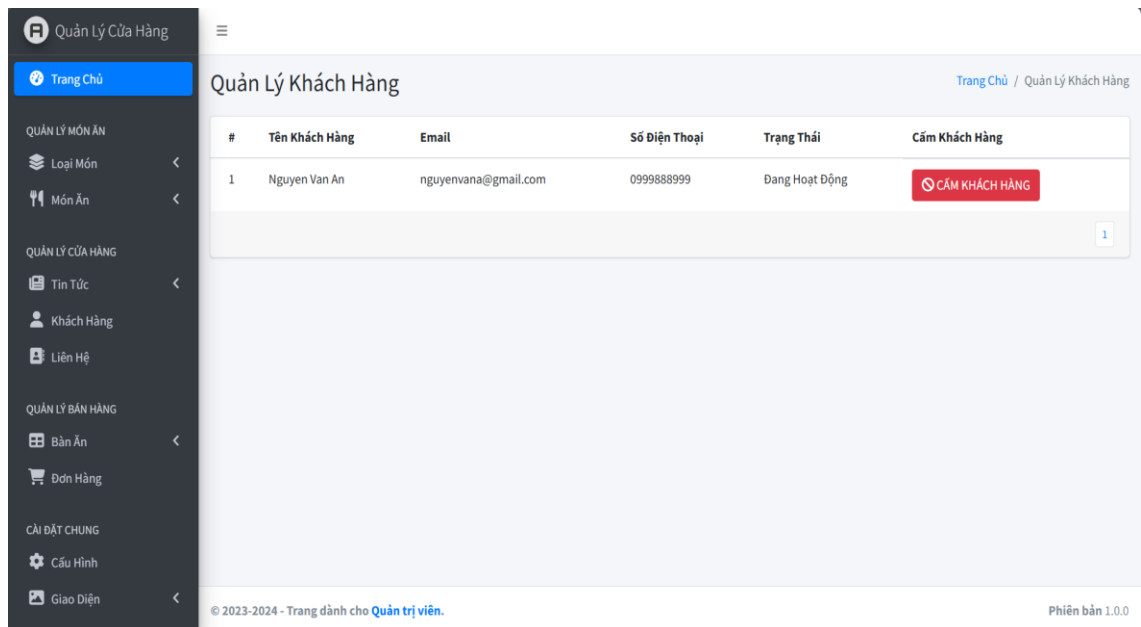 Quản Lý Cửa Hàng
Trang Chủ
QUẢN LÝ MÓN ĂN
Loại Món
Món Ăn
QUẢN LÝ CỬA HÀNG
Tin Tức
Khách Hàng
Liên Hệ
QUẢN LÝ BÁN HÀNG
Bàn Ăn
Đơn Hàng
CÀI ĐẶT CHUNG
Cấu Hình
Giao Diện
Quản Lý Khách Hàng
Trang Chủ / Quản Lý Khách Hàng
# Tên Khách Hàng Email Số Điện Thoại Trạng Thái Cấm Khách Hàng
1 Nguyen Van An nguyenvana@gmail.com 0999888999 Đang Hoạt Động CẤM KHÁCH HÀNG
1
© 2023-2024 - Trang dành cho Quản trị viên. Phiên bản 1.0.0